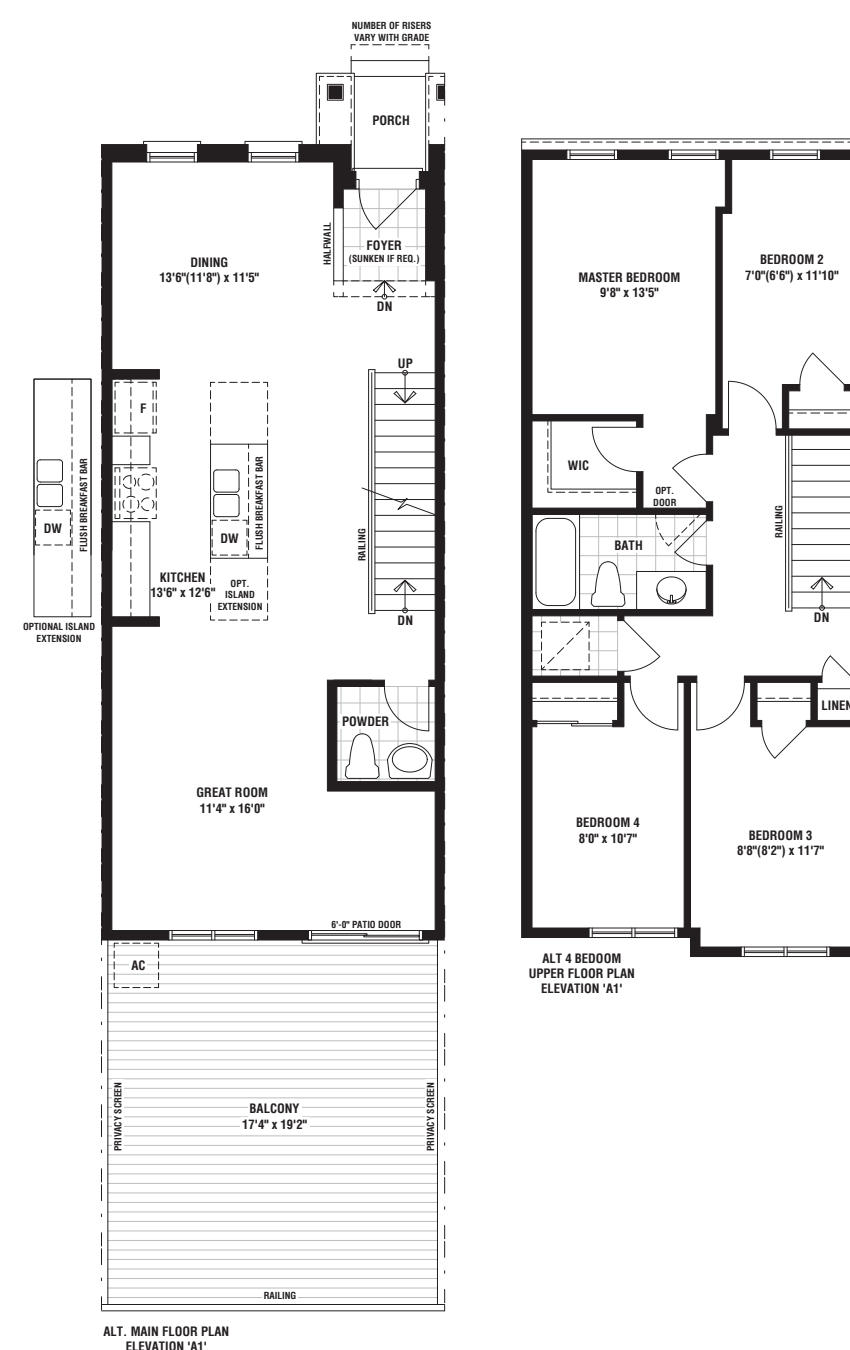 NUMBER OF RISERS
VARY WITH GRADE
PORCH
HALFWALL
FOYER
(SUNKEN IF REQ.)
DN
DINING
13'6"(11'8") x 11'5"
UP
F
FLUSH BREAKFAST BAR
DW
OPTIONAL ISLAND
EXTENSION
FLUSH BREAKFAST BAR
DW
KITCHEN
13'6" x 12'6"
OPT.
ISLAND
EXTENSION
RAILING
DN
POWDER
GREAT ROOM
11'4" x 16'0"
6'-0" PATIO DOOR
AC
PRIVACY SCREEN
BALCONY
17'4" x 19'2"
PRIVACY SCREEN
RAILING
ALT. MAIN FLOOR PLAN
ELEVATION 'A1'
MASTER BEDROOM
9'8" x 13'5"
BEDROOM 2
7'0"(6'6") x 11'10"
WIC
OPT.
DOOR
BATH
RAILING
DN
LINEN
BEDROOM 4
8'0" x 10'7"
BEDROOM 3
8'8"(8'2") x 11'7"
ALT 4 BEDOOM
UPPER FLOOR PLAN
ELEVATION 'A1'